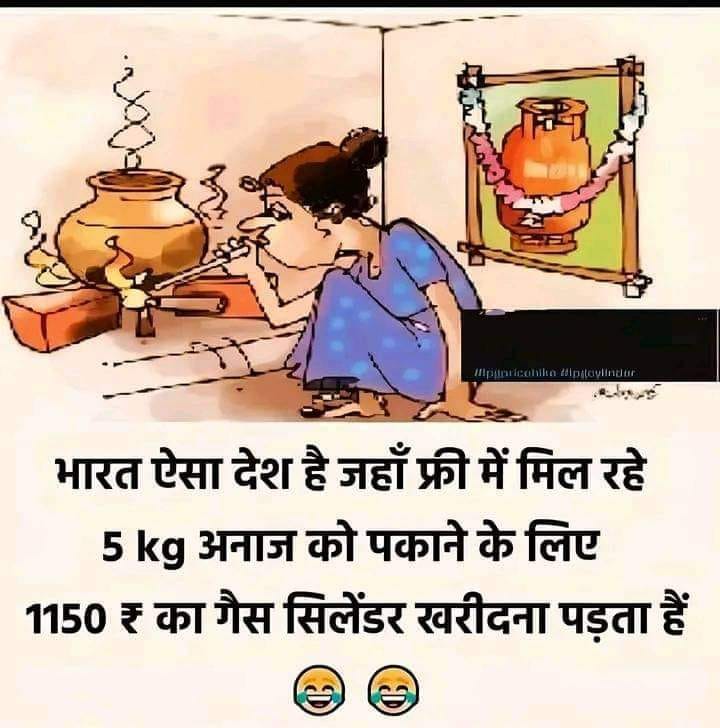 #lpgpricehike #lpgcylinder
भारत ऐसा देश है जहाँ फ्री में मिल रहे
5 kg अनाज को पकाने के लिए
1150 ₹ का गैस सिलेंडर खरीदना पड़ता हैं